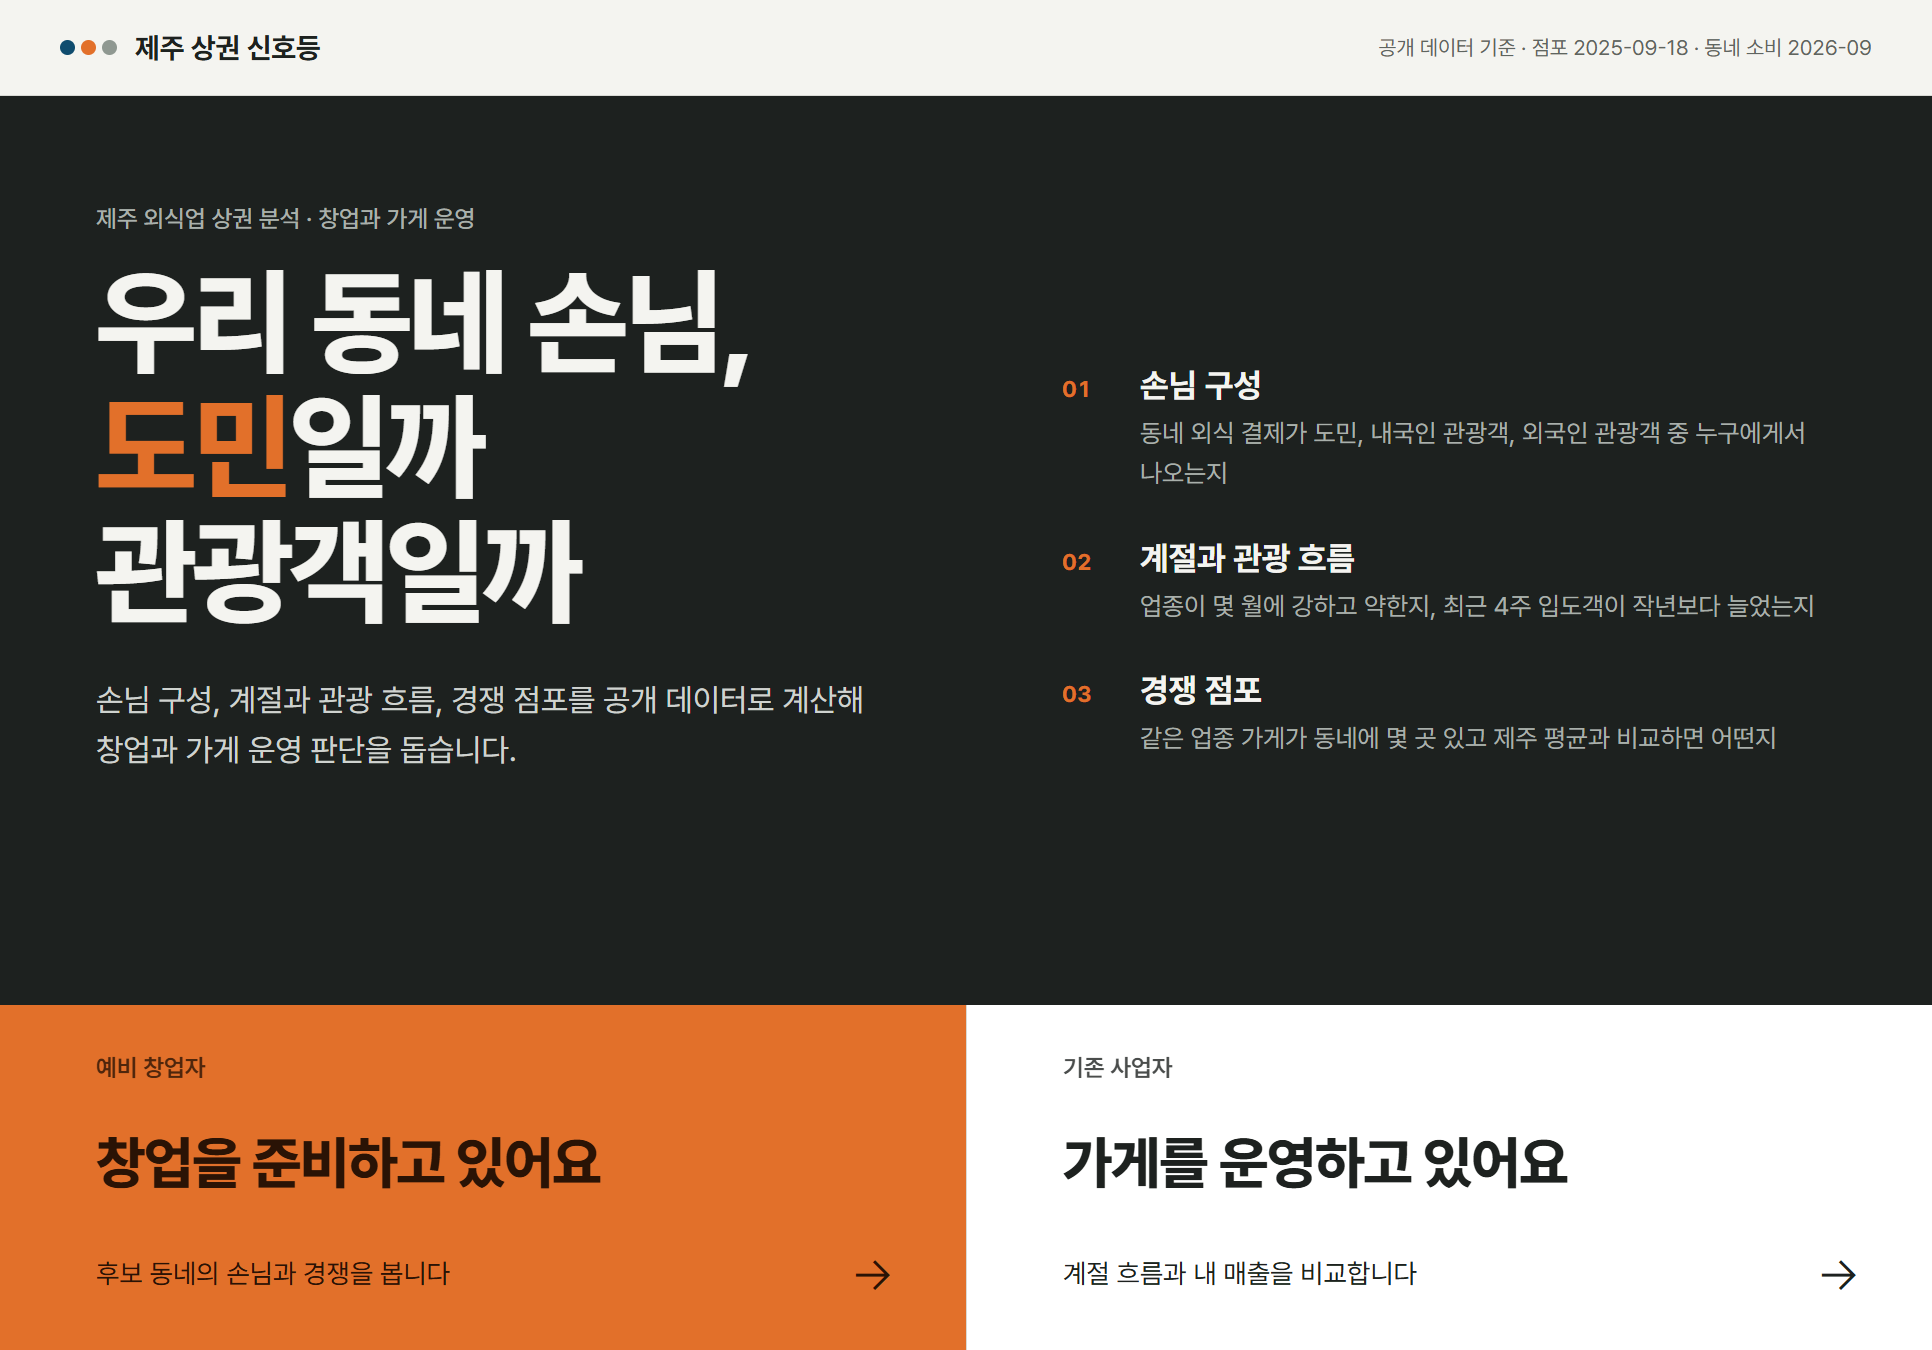 제주 상권 신호등
공개 데이터 기준 · 점포 2025-09-18 · 동네 소비 2026-09
제주 외식업 상권 분석 · 창업과 가게 운영
우리 동네 손님,
도민일까
관광객일까
손님 구성, 계절과 관광 흐름, 경쟁 점포를 공개 데이터로 계산해
창업과 가게 운영 판단을 돕습니다.
01 손님 구성
동네 외식 결제가 도민, 내국인 관광객, 외국인 관광객 중 누구에게서
나오는지
02 계절과 관광 흐름
업종이 몇 월에 강하고 약한지, 최근 4주 입도객이 작년보다 늘었는지
03 경쟁 점포
같은 업종 가게가 동네에 몇 곳 있고 제주 평균과 비교하면 어떤지
예비 창업자
창업을 준비하고 있어요
후보 동네의 손님과 경쟁을 봅니다
기존 사업자
가게를 운영하고 있어요
계절 흐름과 내 매출을 비교합니다